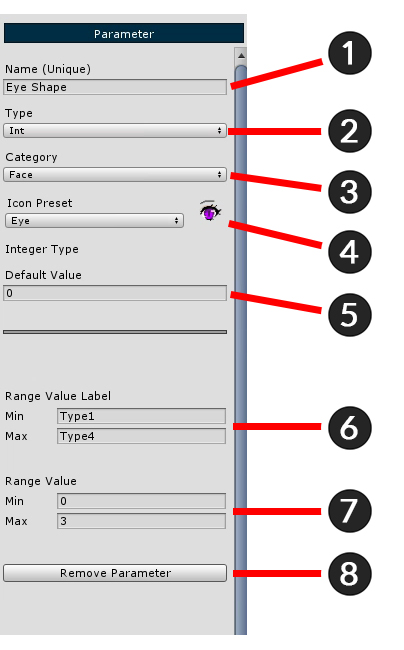 Parameter
Name (Unique)
Eye Shape
1
Type
Int
2
Category
Face
3
Icon Preset
Eye
4
Integer Type
Default Value
0
5
Range Value Label
Min Type1
Max Type4
6
Range Value
Min 0
Max 3
7
Remove Parameter
8